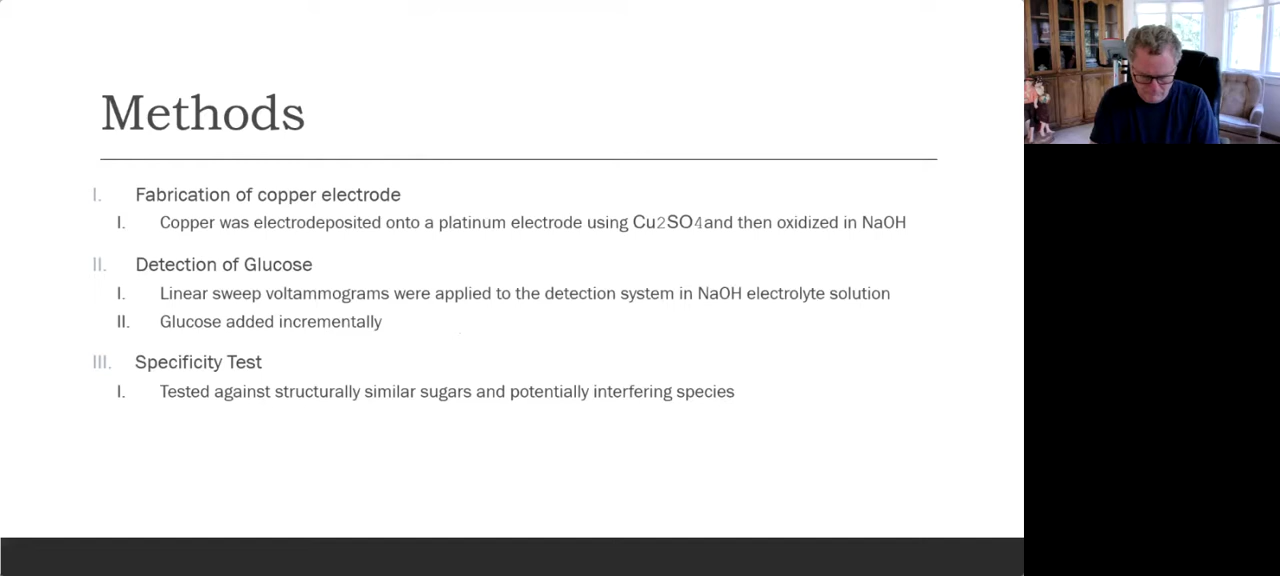 Methods
I. Fabrication of copper electrode
I. Copper was electrodeposited onto a platinum electrode using Cu2SO4and then oxidized in NaOH
II. Detection of Glucose
I. Linear sweep voltammograms were applied to the detection system in NaOH electrolyte solution
II. Glucose added incrementally
III. Specificity Test
I. Tested against structurally similar sugars and potentially interfering species